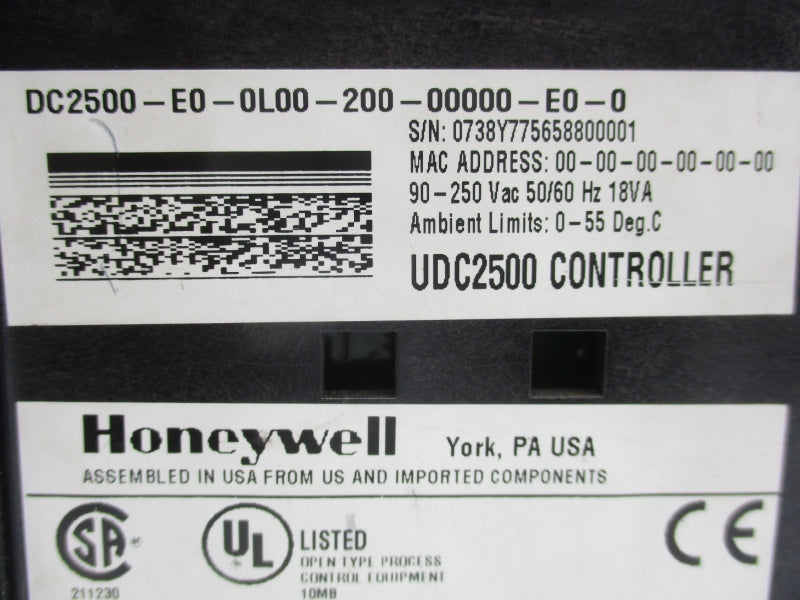 DC2500-E0-0L00-200-00000-E0-0
S/N: 0738Y775658800001
MAC ADDRESS: 00-00-00-00-00-00
90-250 Vac 50/60 Hz 18VA
Ambient Limits: 0-55 Deg.C
UDC2500 CONTROLLER
Honeywell York, PA USA
ASSEMBLED IN USA FROM US AND IMPORTED COMPONENTS
SA
211230
UL
LISTED
OPEN TYPE PROCESS
CONTROL EQUIPMENT
10MB
CE